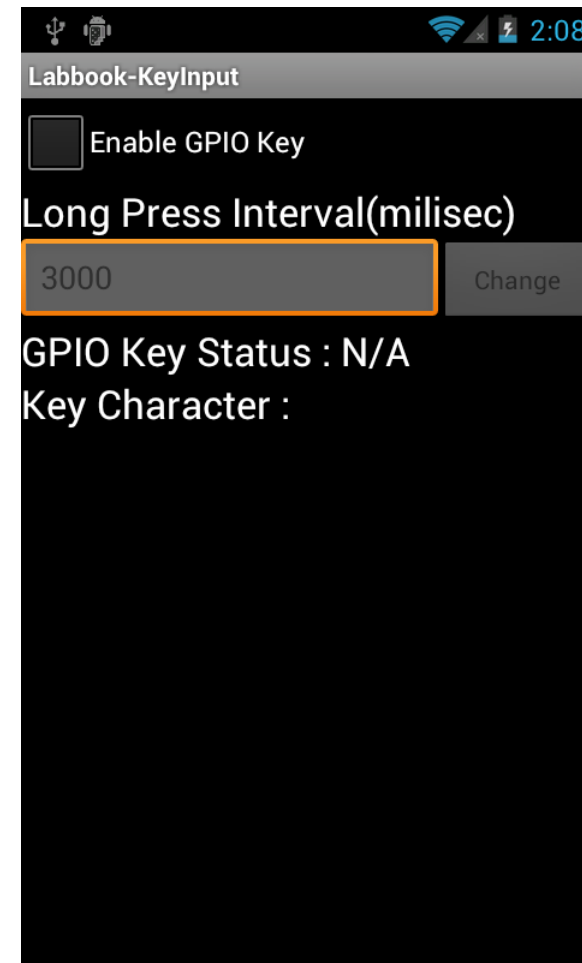 2:08
Labbook-KeyInput
Enable GPIO Key
Long Press Interval(milisec)
3000 Change
GPIO Key Status : N/A
Key Character :